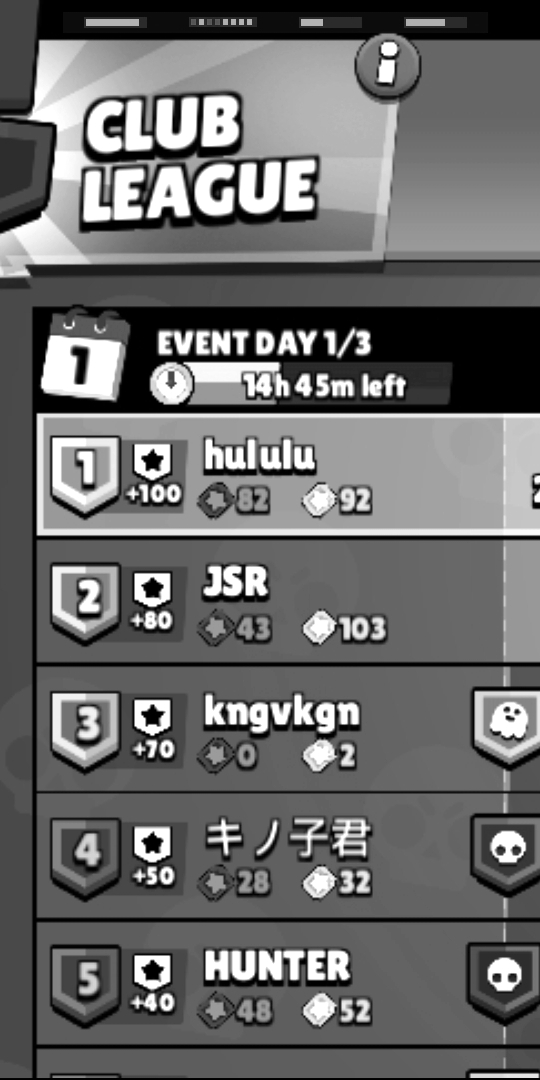 CLUB
LEAGUE
1
EVENT DAY 1/3
14h 45m left
1
+100
hululu
82 92
2
+80
JSR
43 103
3
+70
kngvkgn
0 2
4
+50
キノ子君
28 32
5
+40
HUNTER
48 52